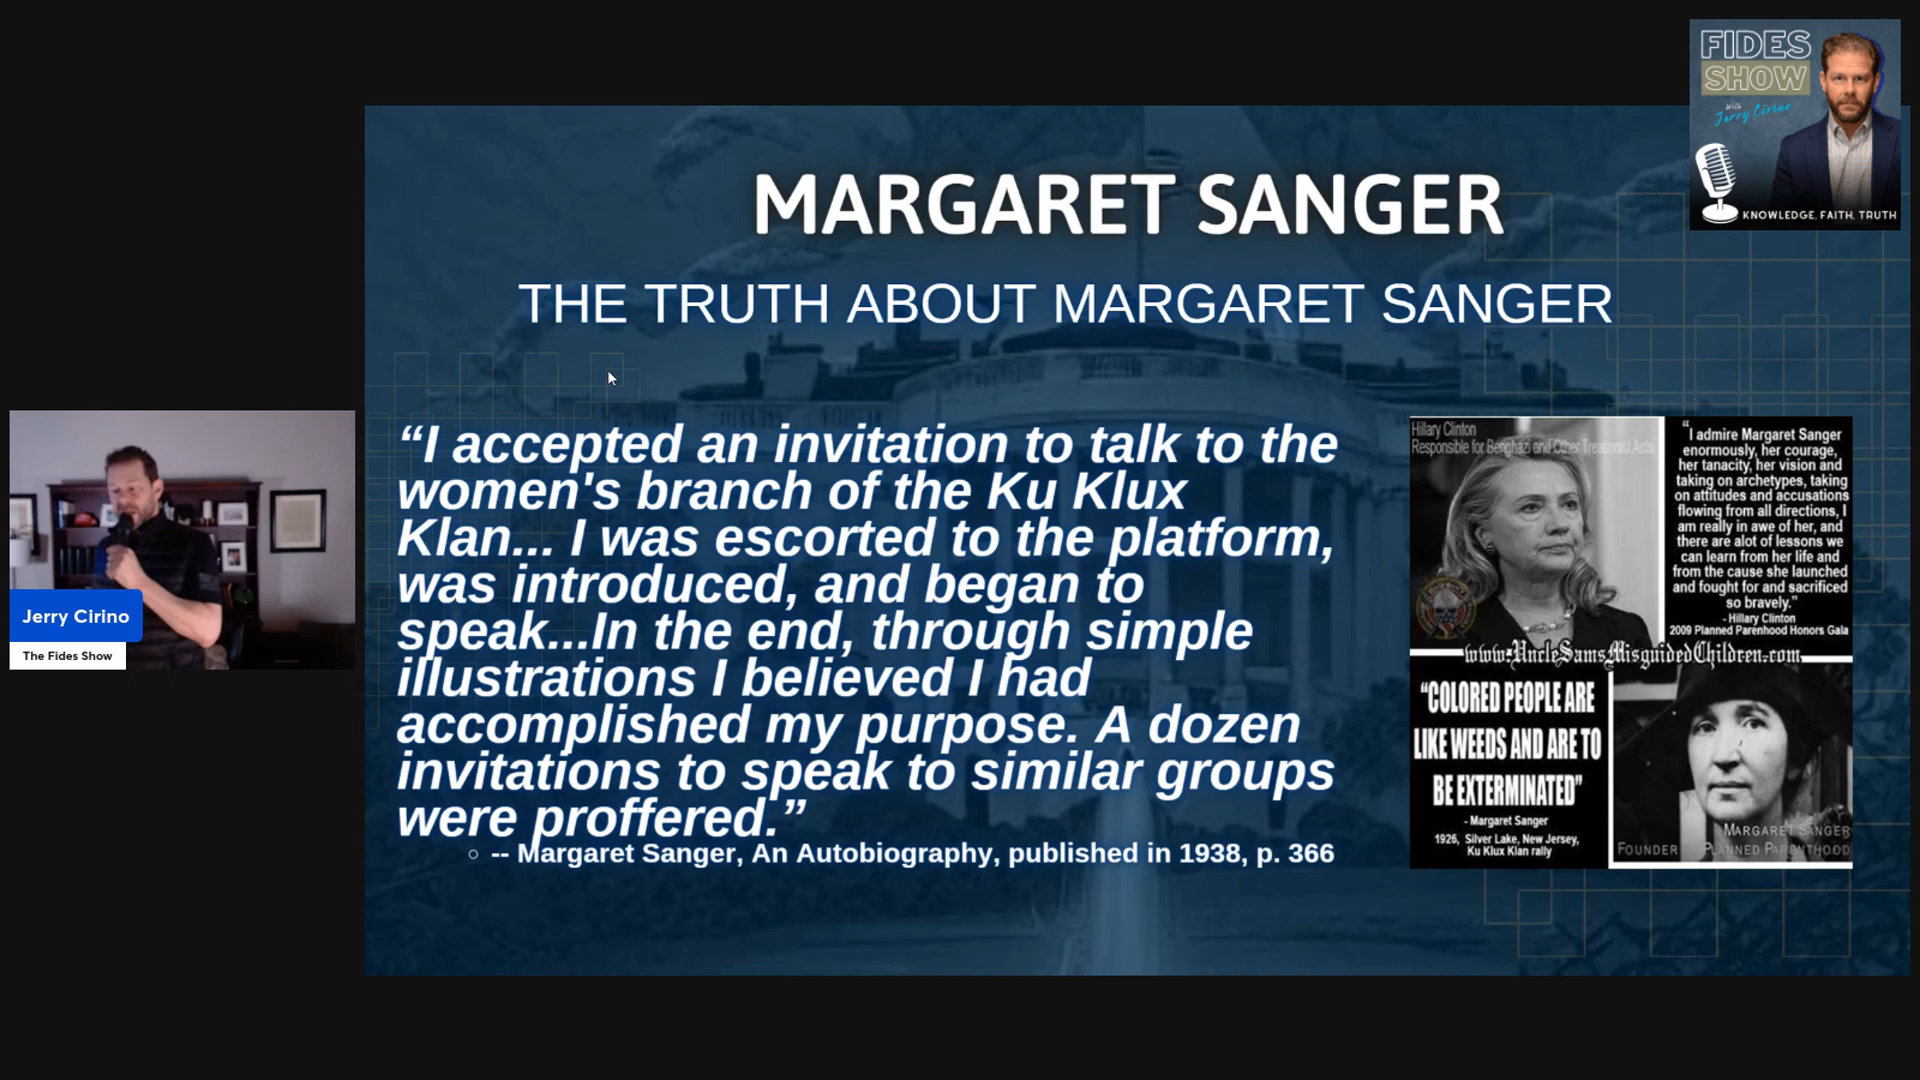 FIDES
SHOW
With
Jerry Cirino
KNOWLEDGE, FAITH, TRUTH
MARGARET SANGER
THE TRUTH ABOUT MARGARET SANGER
“I accepted an invitation to talk to the
women's branch of the Ku Klux
Klan... I was escorted to the platform,
was introduced, and began to
speak...In the end, through simple
illustrations I believed I had
accomplished my purpose. A dozen
invitations to speak to similar groups
were proffered.”
-- Margaret Sanger, An Autobiography, published in 1938, p. 366
Hillary Clinton
Responsible for Benghazi and Other Treasonist Acts
“I admire Margaret Sanger
enormously, her courage,
her tanacity, her vision and
taking on archetypes, taking
on attitudes and accusations
flowing from all directions, I
am really in awe of her, and
there are alot of lessons we
can learn from her life and
from the cause she launched
and fought for and sacrificed
so bravely.”
- Hillary Clinton
2009 Planned Parenhood Honors Gala
www.UncleSamsMisguidedChildren.com
“COLORED PEOPLE ARE
LIKE WEEDS AND ARE TO
BE EXTERMINATED”
- Margaret Sanger
1926, Silver Lake, New Jersey,
Ku Klux Klan rally
MARGARET SANGER
FOUNDER PLANNED PARENTHOOD
Jerry Cirino
The Fides Show